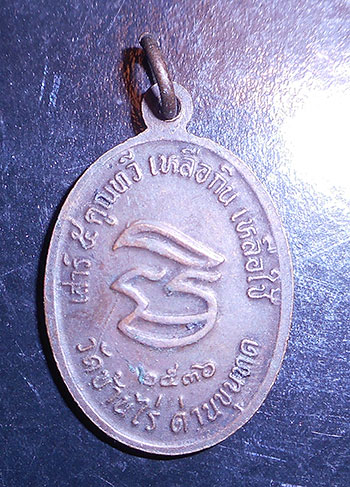 เสาร์ ๕ คูณทวี เหลือกิน เหลือใช้
๒๕๓๖
วัดบ้านไร่ ด่านขุนทด